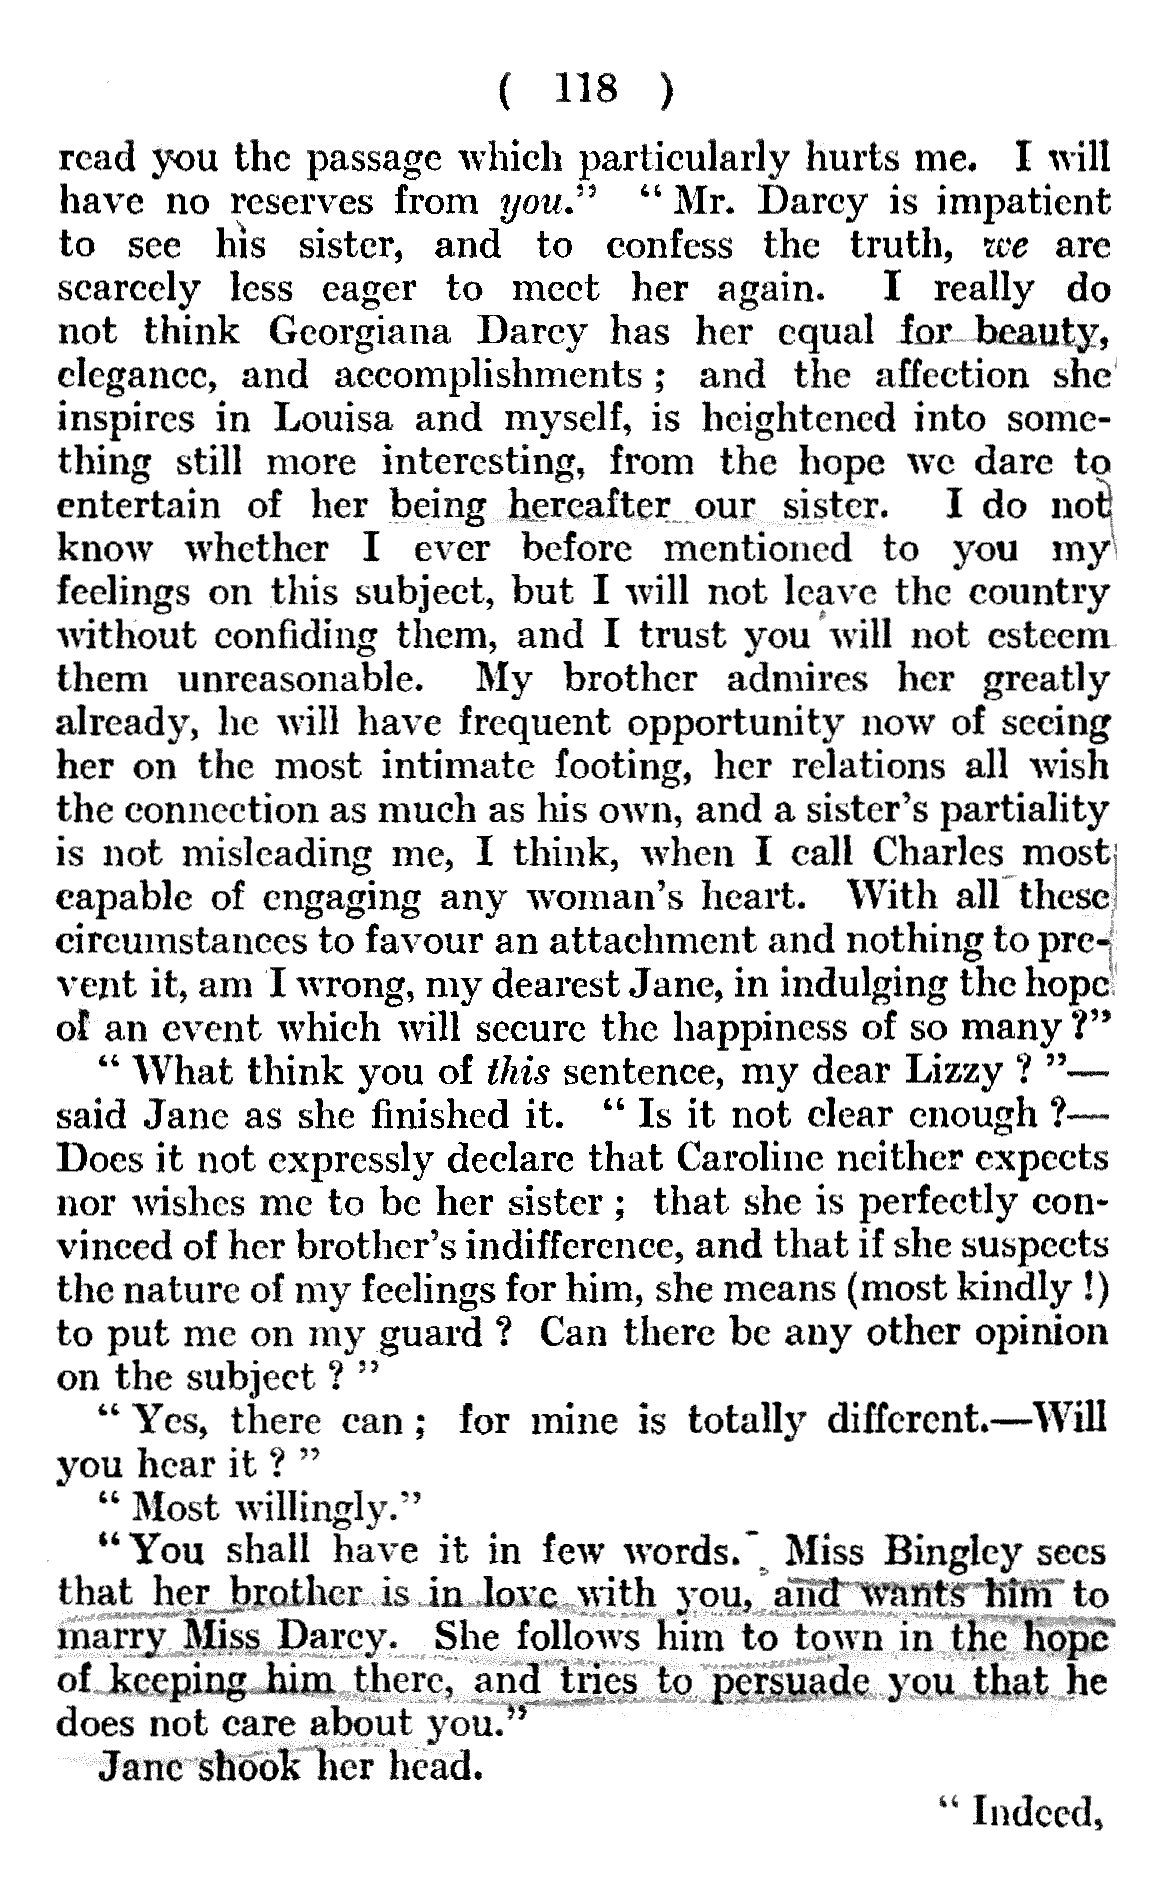 ( 118 )
read you the passage which particularly hurts me. I will
have no reserves from you." "Mr. Darcy is impatient
to see his sister, and to confess the truth, we are
scarcely less eager to meet her again. I really do
not think Georgiana Darcy has her equal for beauty,
elegance, and accomplishments; and the affection she
inspires in Louisa and myself, is heightened into some-
thing still more interesting, from the hope we dare to
entertain of her being hereafter our sister. I do not
know whether I ever before mentioned to you my
feelings on this subject, but I will not leave the country
without confiding them, and I trust you will not esteem
them unreasonable. My brother admires her greatly
already, he will have frequent opportunity now of seeing
her on the most intimate footing, her relations all wish
the connection as much as his own, and a sister's partiality
is not misleading me, I think, when I call Charles most
capable of engaging any woman's heart. With all these
circumstances to favour an attachment and nothing to pre-
vent it, am I wrong, my dearest Jane, in indulging the hope
of an event which will secure the happiness of so many?"
"What think you of this sentence, my dear Lizzy?"—
said Jane as she finished it. "Is it not clear enough?—
Does it not expressly declare that Caroline neither expects
nor wishes me to be her sister; that she is perfectly con-
vinced of her brother's indifference, and that if she suspects
the nature of my feelings for him, she means (most kindly!)
to put me on my guard? Can there be any other opinion
on the subject?"
"Yes, there can; for mine is totally different.—Will
you hear it?"
"Most willingly."
"You shall have it in few words. Miss Bingley sees
that her brother is in love with you, and wants him to
marry Miss Darcy. She follows him to town in the hope
of keeping him there, and tries to persuade you that he
does not care about you."
Jane shook her head.
"Indeed,